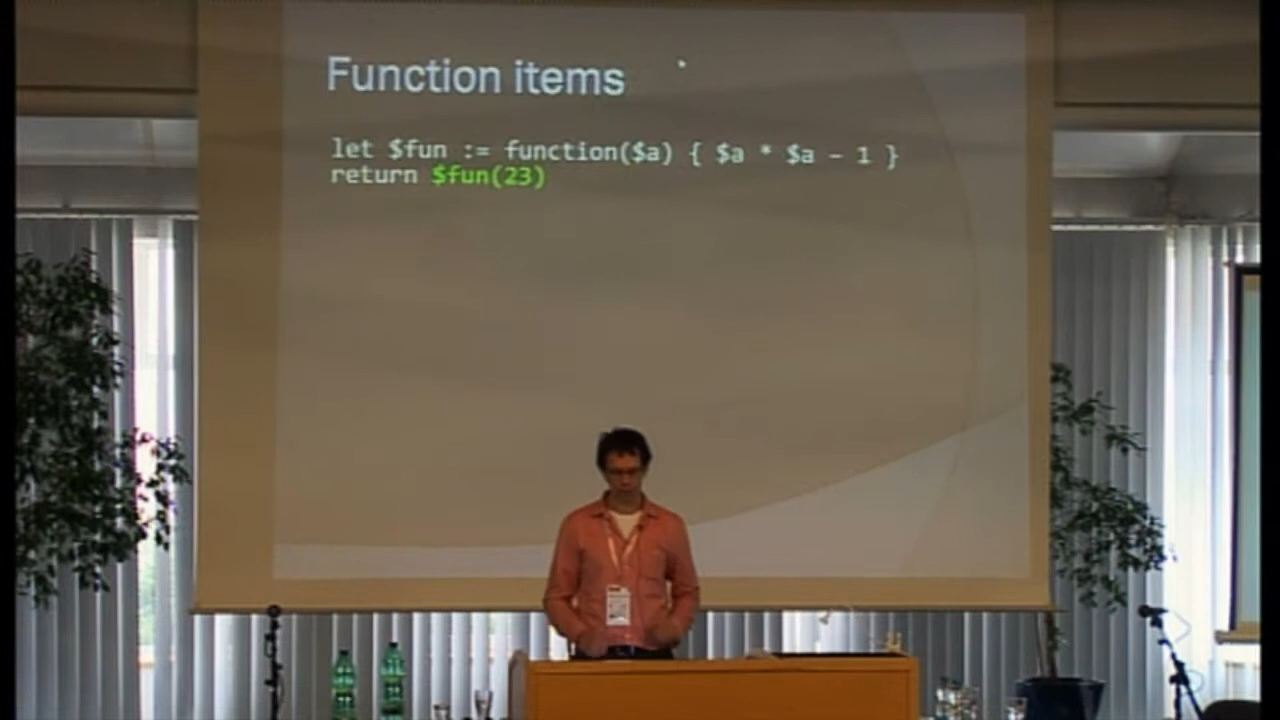 Function items
let $fun := function($a) { $a * $a - 1 }
return $fun(23)